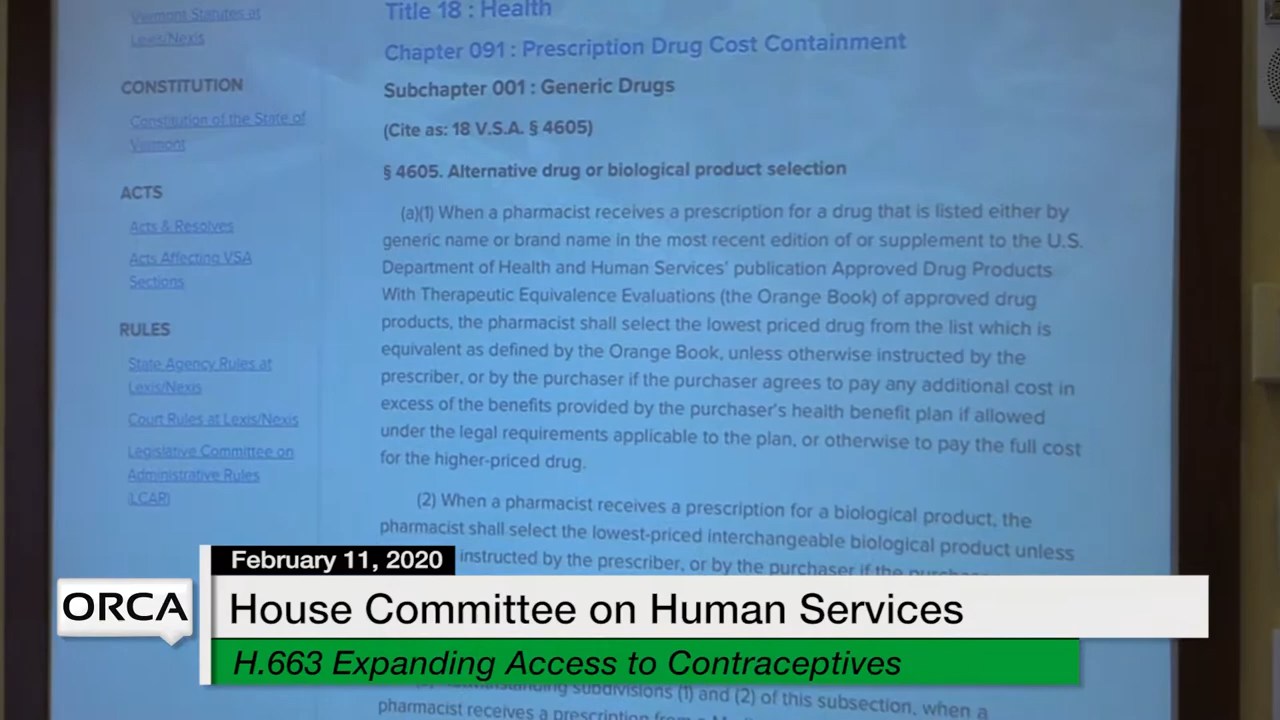 Vermont Statutes at
Lexis/Nexis
CONSTITUTION
Constitution of the State of
Vermont
ACTS
Acts & Resolves
Acts Affecting VSA
Sections
RULES
State Agency Rules at
Lexis/Nexis
Court Rules at Lexis/Nexis
Legislative Committee on
Administrative Rules
(LCAR)
Title 18 : Health
Chapter 091 : Prescription Drug Cost Containment
Subchapter 001 : Generic Drugs
(Cite as: 18 V.S.A. § 4605)
§ 4605. Alternative drug or biological product selection
(a)(1) When a pharmacist receives a prescription for a drug that is listed either by
generic name or brand name in the most recent edition of or supplement to the U.S.
Department of Health and Human Services' publication Approved Drug Products
With Therapeutic Equivalence Evaluations (the Orange Book) of approved drug
products, the pharmacist shall select the lowest priced drug from the list which is
equivalent as defined by the Orange Book, unless otherwise instructed by the
prescriber, or by the purchaser if the purchaser agrees to pay any additional cost in
excess of the benefits provided by the purchaser's health benefit plan if allowed
under the legal requirements applicable to the plan, or otherwise to pay the full cost
for the higher-priced drug.
(2) When a pharmacist receives a prescription for a biological product, the
pharmacist shall select the lowest-priced interchangeable biological product unless
instructed by the prescriber, or by the purchaser if the
February 11, 2020
ORCA
House Committee on Human Services
H.663 Expanding Access to Contraceptives
subdivisions (1) and (2) of this subsection, when a
pharmacist receives a prescription from a